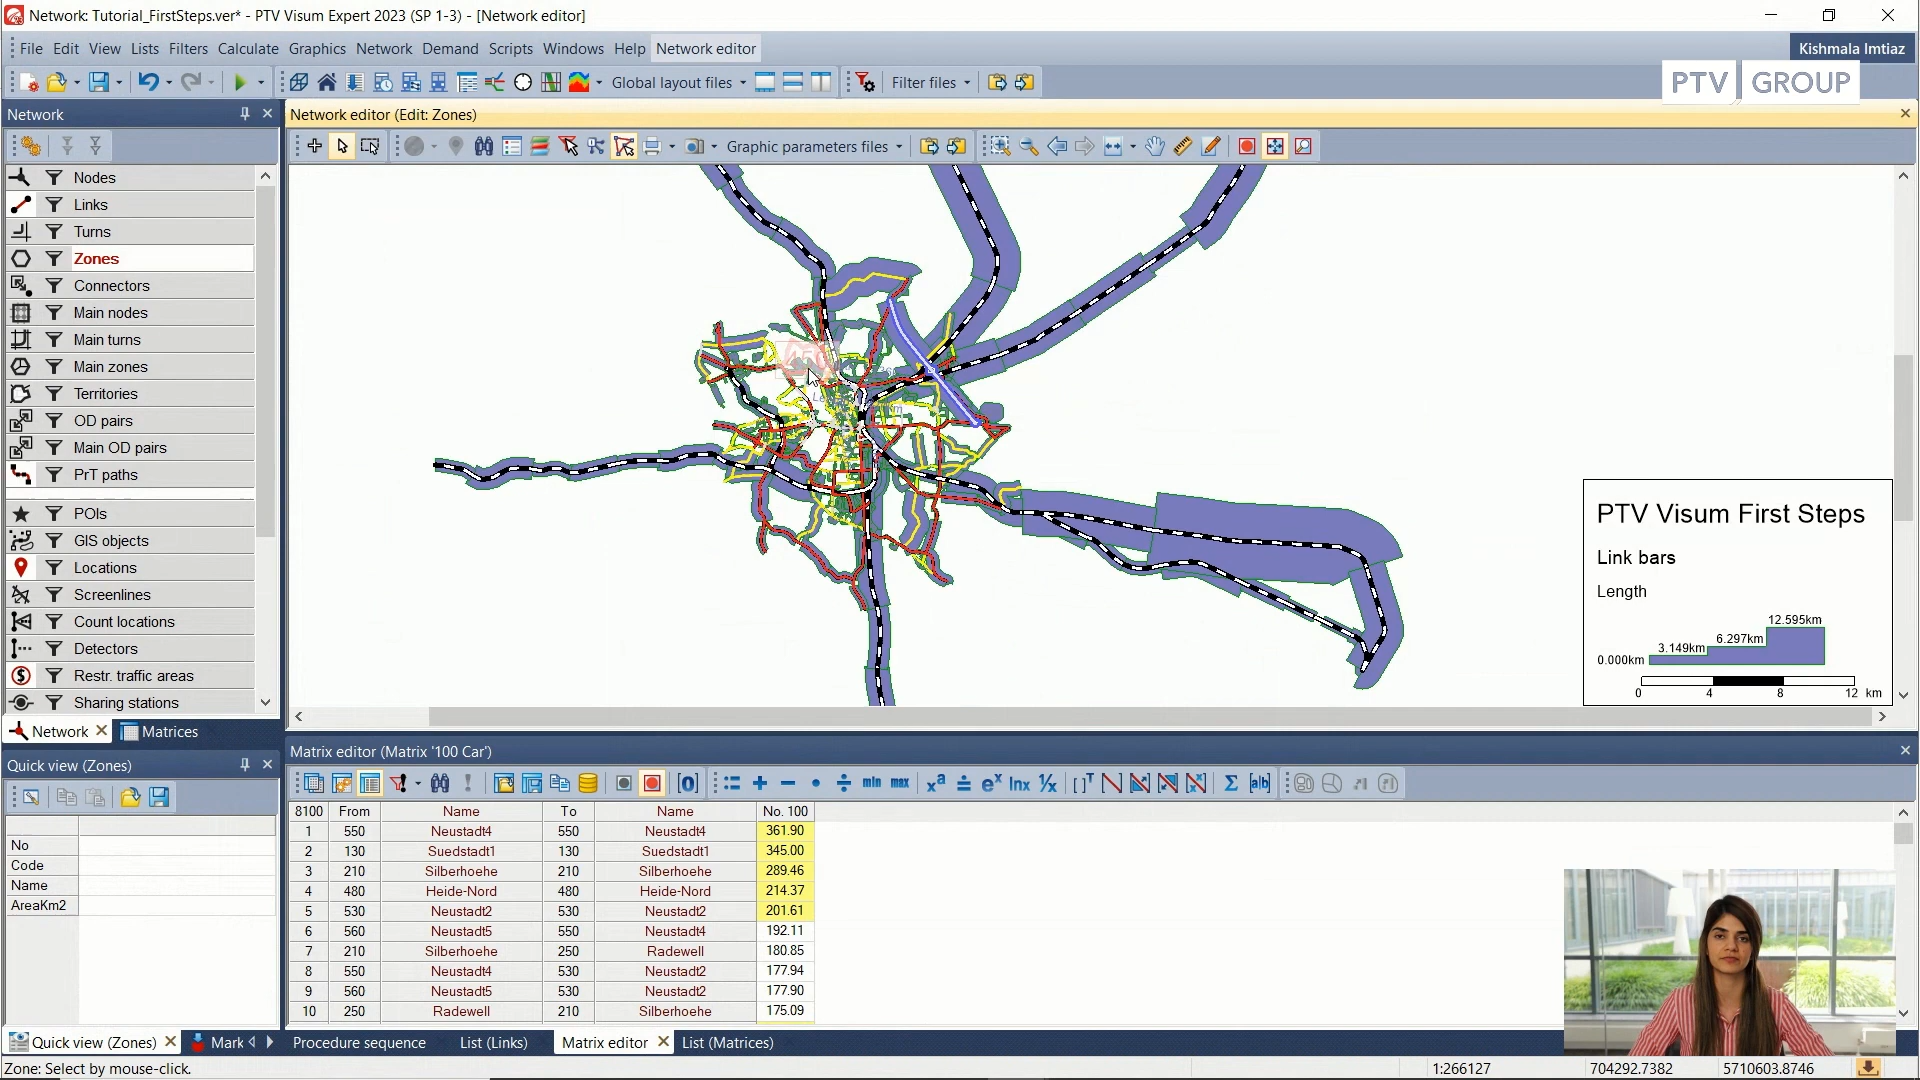 Network: Tutorial_FirstSteps.ver* - PTV Visum Expert 2023 (SP 1-3) - [Network editor]
File Edit View Lists Filters Calculate Graphics Network Demand Scripts Windows Help Network editor
Kishmala Imtiaz
Global layout files
Filter files
PTV GROUP
Network
Network editor (Edit: Zones)
Graphic parameters files
Nodes
Links
Turns
Zones
Connectors
Main nodes
Main turns
Main zones
Territories
OD pairs
Main OD pairs
PrT paths
POIs
GIS objects
Locations
Screenlines
Count locations
Detectors
Restr. traffic areas
Sharing stations
Network
Matrices
PTV Visum First Steps
Link bars
Length
12.595km
6.297km
3.149km
0.000km
0 4 8 12 km
Quick view (Zones)
No
Code
Name
AreaKm2
Matrix editor (Matrix '100 Car')
min max
8100 From Name To Name No. 100
1 550 Neustadt4 550 Neustadt4 361.90
2 130 Suedstadt1 130 Suedstadt1 345.00
3 210 Silberhoehe 210 Silberhoehe 289.46
4 480 Heide-Nord 480 Heide-Nord 214.37
5 530 Neustadt2 530 Neustadt2 201.61
6 560 Neustadt5 550 Neustadt4 192.11
7 210 Silberhoehe 250 Radewell 180.85
8 550 Neustadt4 530 Neustadt2 177.94
9 560 Neustadt5 530 Neustadt2 177.90
10 250 Radewell 210 Silberhoehe 175.09
Quick view (Zones)
Mark
Procedure sequence
List (Links)
Matrix editor
List (Matrices)
Zone: Select by mouse-click.
1:266127
704292.7382
5710603.8746